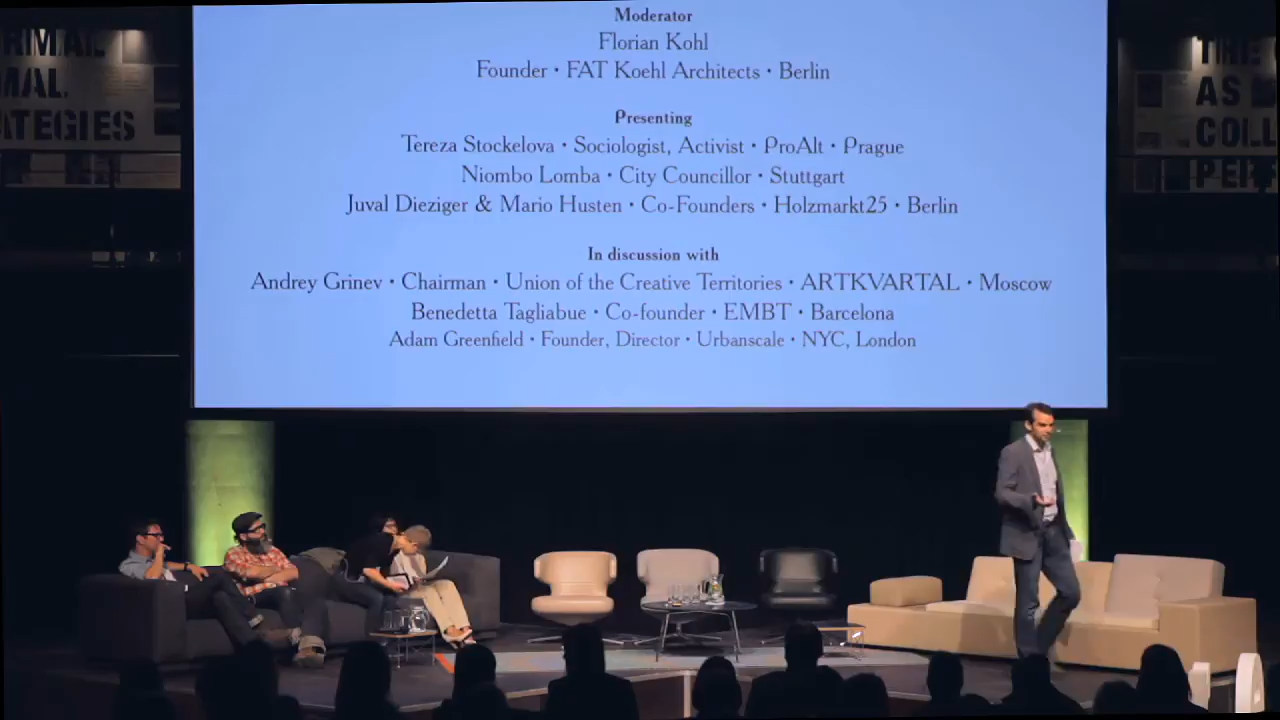 Moderator
Florian Kohl
Founder • FAT Koehl Architects • Berlin
Presenting
Tereza Stockelova • Sociologist, Activist • ProAlt • Prague
Niombo Lomba • City Councillor • Stuttgart
Juval Dieziger & Mario Husten • Co-Founders • Holzmarkt25 • Berlin
In discussion with
Andrey Grinev • Chairman • Union of the Creative Territories • ARTKVARTAL • Moscow
Benedetta Tagliabue • Co-founder • EMBT • Barcelona
Adam Greenfield • Founder, Director • Urbanscale • NYC, London
AS